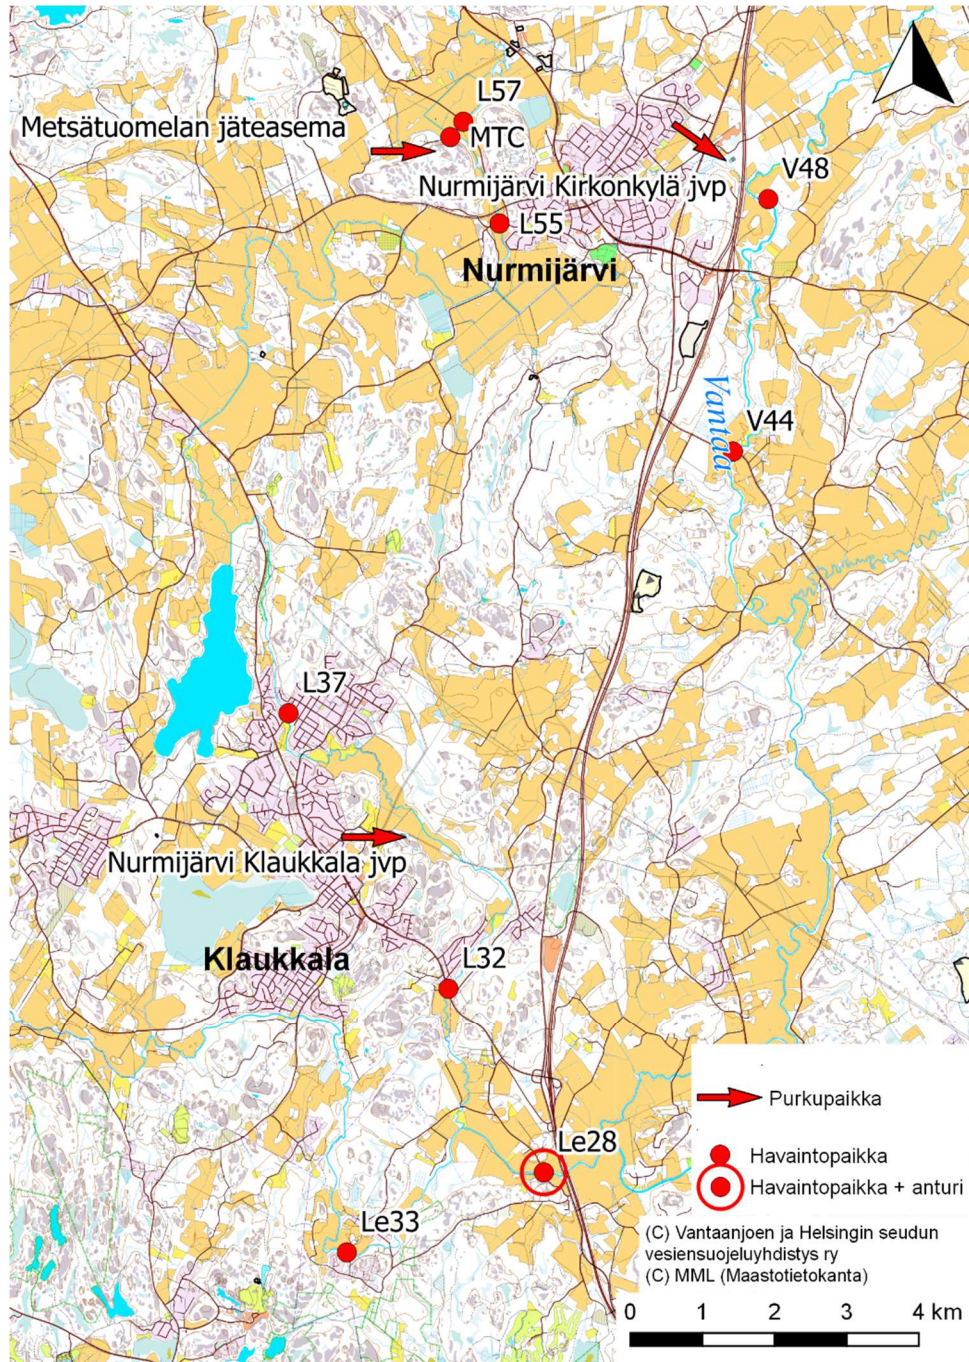 L57
Metsätuomelan jäteasema
MTC
Nurmijärvi Kirkonkylä jvp
V48
L55
Nurmijärvi
Vantaa
V44
L37
Nurmijärvi Klaukkala jvp
Klaukkala
L32
Le28
Le33
Purkupaikka
Havaintopaikka
Havaintopaikka + anturi
(C) Vantaanjoen ja Helsingin seudun
vesiensuojeluyhdistys ry
(C) MML (Maastotietokanta)
0 1 2 3 4 km